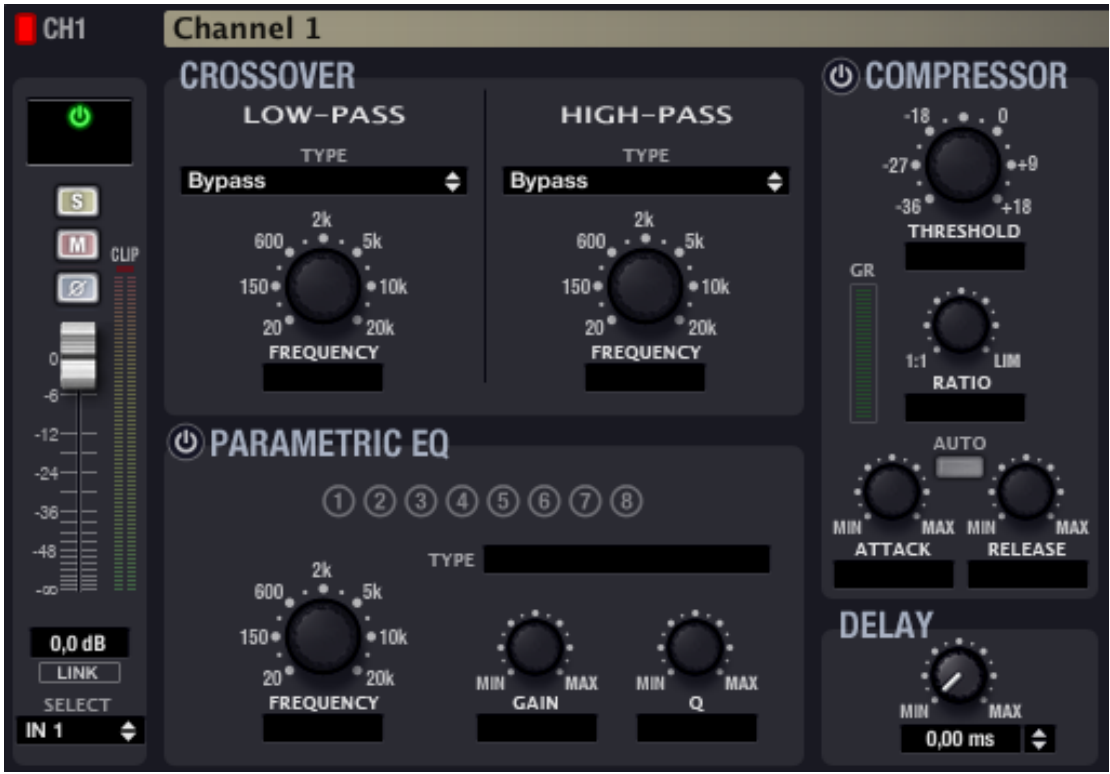 CH1
Channel 1
S
M
Ø
CLIP
0
-6
-12
-24
-36
-48
-∞
0,0 dB
LINK
SELECT
IN 1
CROSSOVER
LOW-PASS
TYPE
Bypass
2k
600 5k
150 10k
20 20k
FREQUENCY
HIGH-PASS
TYPE
Bypass
2k
600 5k
150 10k
20 20k
FREQUENCY
PARAMETRIC EQ
1 2 3 4 5 6 7 8
TYPE
2k
600 5k
150 10k
20 20k
FREQUENCY
MIN MAX
GAIN
MIN MAX
Q
COMPRESSOR
-18 0
-27 +9
-36 +18
THRESHOLD
GR
1:1 LIM
RATIO
AUTO
MIN MAX
ATTACK
MIN MAX
RELEASE
DELAY
MIN MAX
0,00 ms